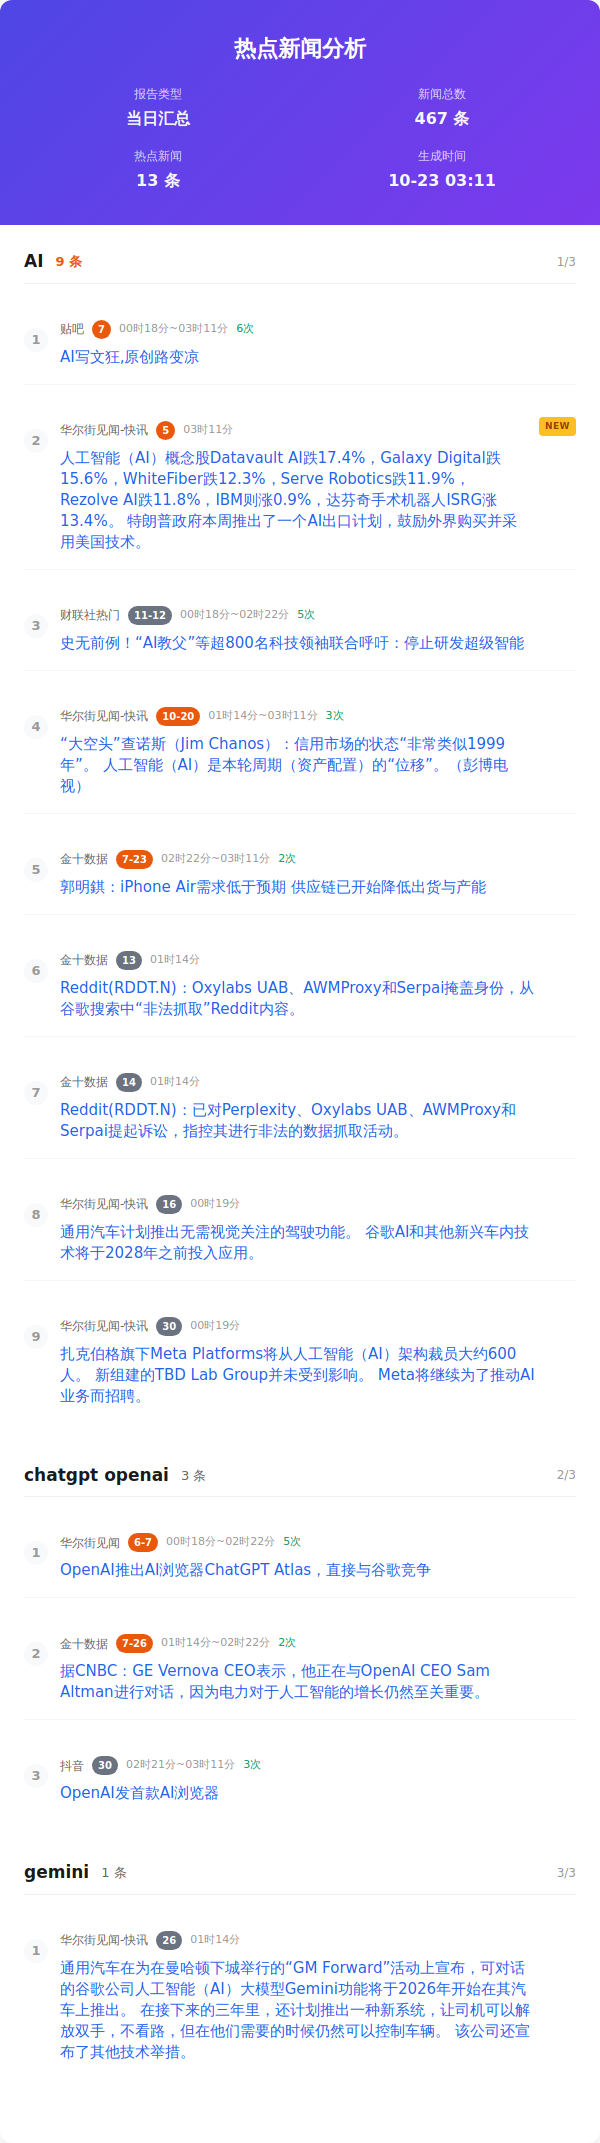 热点新闻分析
报告类型
新闻总数
当日汇总
467 条
热点新闻
生成时间
13 条
10-23 03:11
AI 9 条 1/3
1 贴吧 7 00时18分~03时11分 6次
AI写文狂,原创路变凉
2 华尔街见闻-快讯 5 03时11分 NEW
人工智能（AI）概念股Datavault AI跌17.4%，Galaxy Digital跌
15.6%，WhiteFiber跌12.3%，Serve Robotics跌11.9%，
Rezolve AI跌11.8%，IBM则涨0.9%，达芬奇手术机器人ISRG涨
13.4%。 特朗普政府本周推出了一个AI出口计划，鼓励外界购买并采
用美国技术。
3 财联社热门 11-12 00时18分~02时22分 5次
史无前例！“AI教父”等超800名科技领袖联合呼吁：停止研发超级智能
4 华尔街见闻-快讯 10-20 01时14分~03时11分 3次
“大空头”查诺斯（Jim Chanos）：信用市场的状态“非常类似1999
年”。 人工智能（AI）是本轮周期（资产配置）的“位移”。（彭博电
视）
5 金十数据 7-23 02时22分~03时11分 2次
郭明錤：iPhone Air需求低于预期 供应链已开始降低出货与产能
6 金十数据 13 01时14分
Reddit(RDDT.N)：Oxylabs UAB、AWMProxy和Serpai掩盖身份，从
谷歌搜索中“非法抓取”Reddit内容。
7 金十数据 14 01时14分
Reddit(RDDT.N)：已对Perplexity、Oxylabs UAB、AWMProxy和
Serpai提起诉讼，指控其进行非法的数据抓取活动。
8 华尔街见闻-快讯 16 00时19分
通用汽车计划推出无需视觉关注的驾驶功能。 谷歌AI和其他新兴车内技
术将于2028年之前投入应用。
9 华尔街见闻-快讯 30 00时19分
扎克伯格旗下Meta Platforms将从人工智能（AI）架构裁员大约600
人。 新组建的TBD Lab Group并未受到影响。 Meta将继续为了推动AI
业务而招聘。
chatgpt openai 3 条 2/3
1 华尔街见闻 6-7 00时18分~02时22分 5次
OpenAI推出AI浏览器ChatGPT Atlas，直接与谷歌竞争
2 金十数据 7-26 01时14分~02时22分 2次
据CNBC：GE Vernova CEO表示，他正在与OpenAI CEO Sam
Altman进行对话，因为电力对于人工智能的增长仍然至关重要。
3 抖音 30 02时21分~03时11分 3次
OpenAI发首款AI浏览器
gemini 1 条 3/3
1 华尔街见闻-快讯 26 01时14分
通用汽车在为在曼哈顿下城举行的“GM Forward”活动上宣布，可对话
的谷歌公司人工智能（AI）大模型Gemini功能将于2026年开始在其汽
车上推出。 在接下来的三年里，还计划推出一种新系统，让司机可以解
放双手，不看路，但在他们需要的时候仍然可以控制车辆。 该公司还宣
布了其他技术举措。